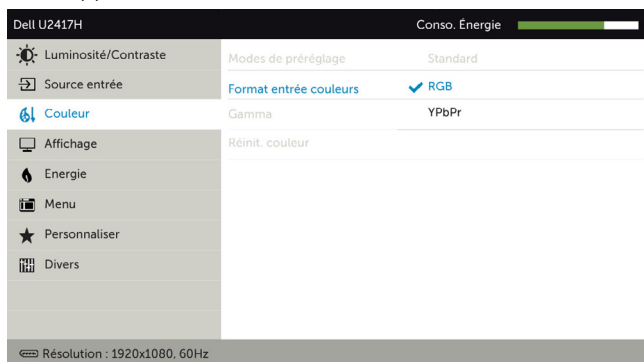 Dell U2417H Conso. Énergie
Luminosité/Contraste Modes de préréglage Standard
Source entrée Format entrée couleurs RGB
Couleur Gamma YPbPr
Affichage Réinit. couleur
Energie
Menu
Personnaliser
Divers
Résolution : 1920x1080, 60Hz